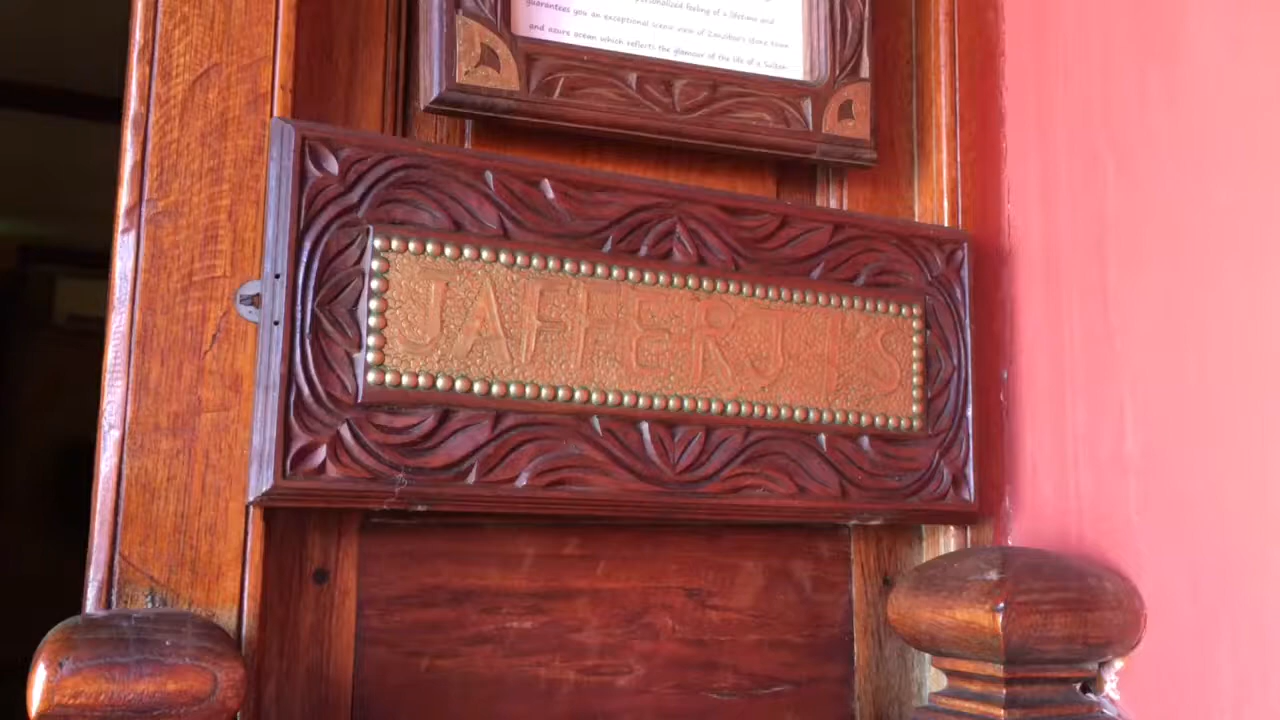 personalized feeling of a lifetime and
guarantees you an exceptional scenic view of Zanzibar's stone town
and azure ocean which reflects the glamour of the life of a Sultan
JAFFERJI'S